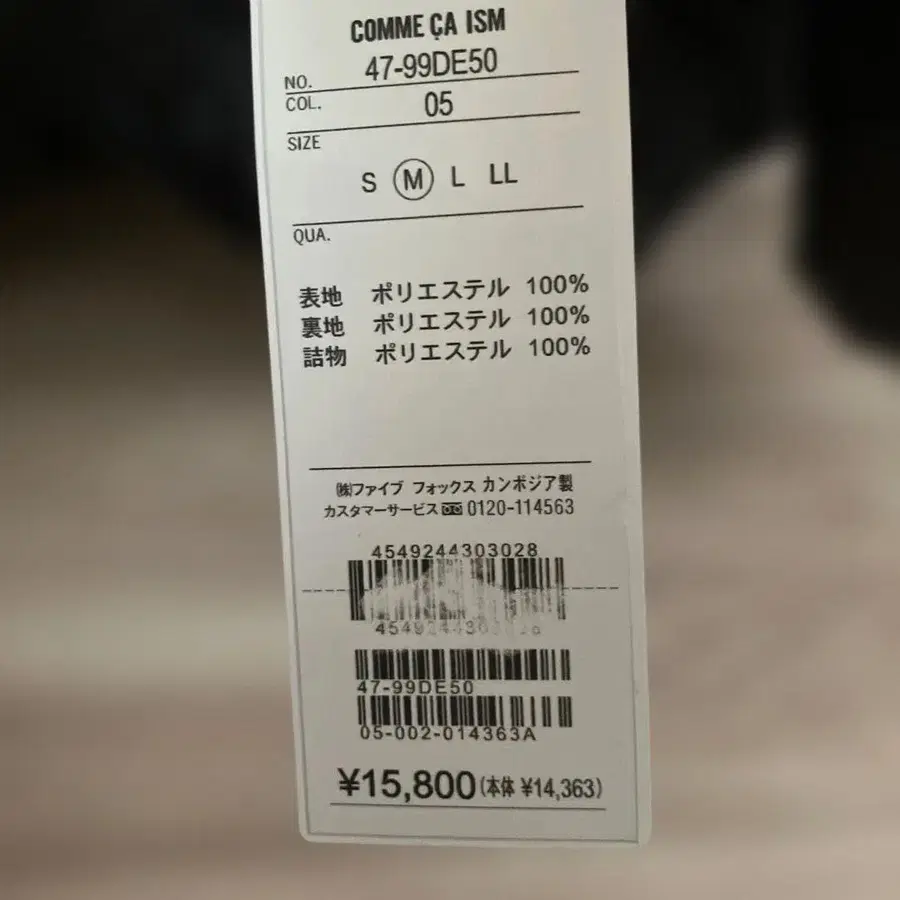 COMME ÇA ISM
NO. 47-99DE50
COL. 05
SIZE
S M L LL
QUA.
表地 ポリエステル 100%
裏地 ポリエステル 100%
詰物 ポリエステル 100%
㈱ファイブ フォックス カンボジア製
カスタマーサービス 0120-114563
4549244303028
47-99DE50
05-002-014363A
¥15,800(本体 ¥14,363)